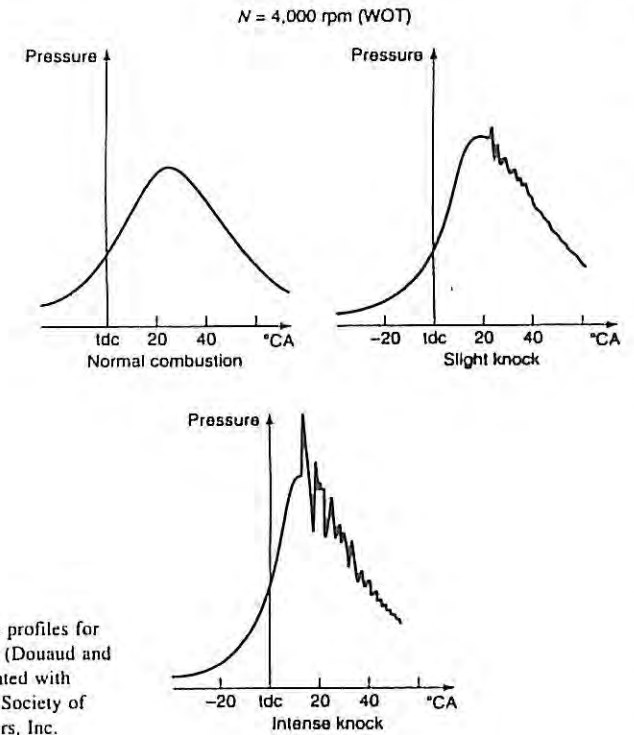 N = 4,000 rpm (WOT)
Pressure
Pressure
tdc 20 40 °CA
Normal combustion
-20 tdc 20 40 °CA
Slight knock
Pressure
-20 tdc 20 40 °CA
Intense knock
profiles for
(Douaud and
ted with
Society of
rs, Inc.